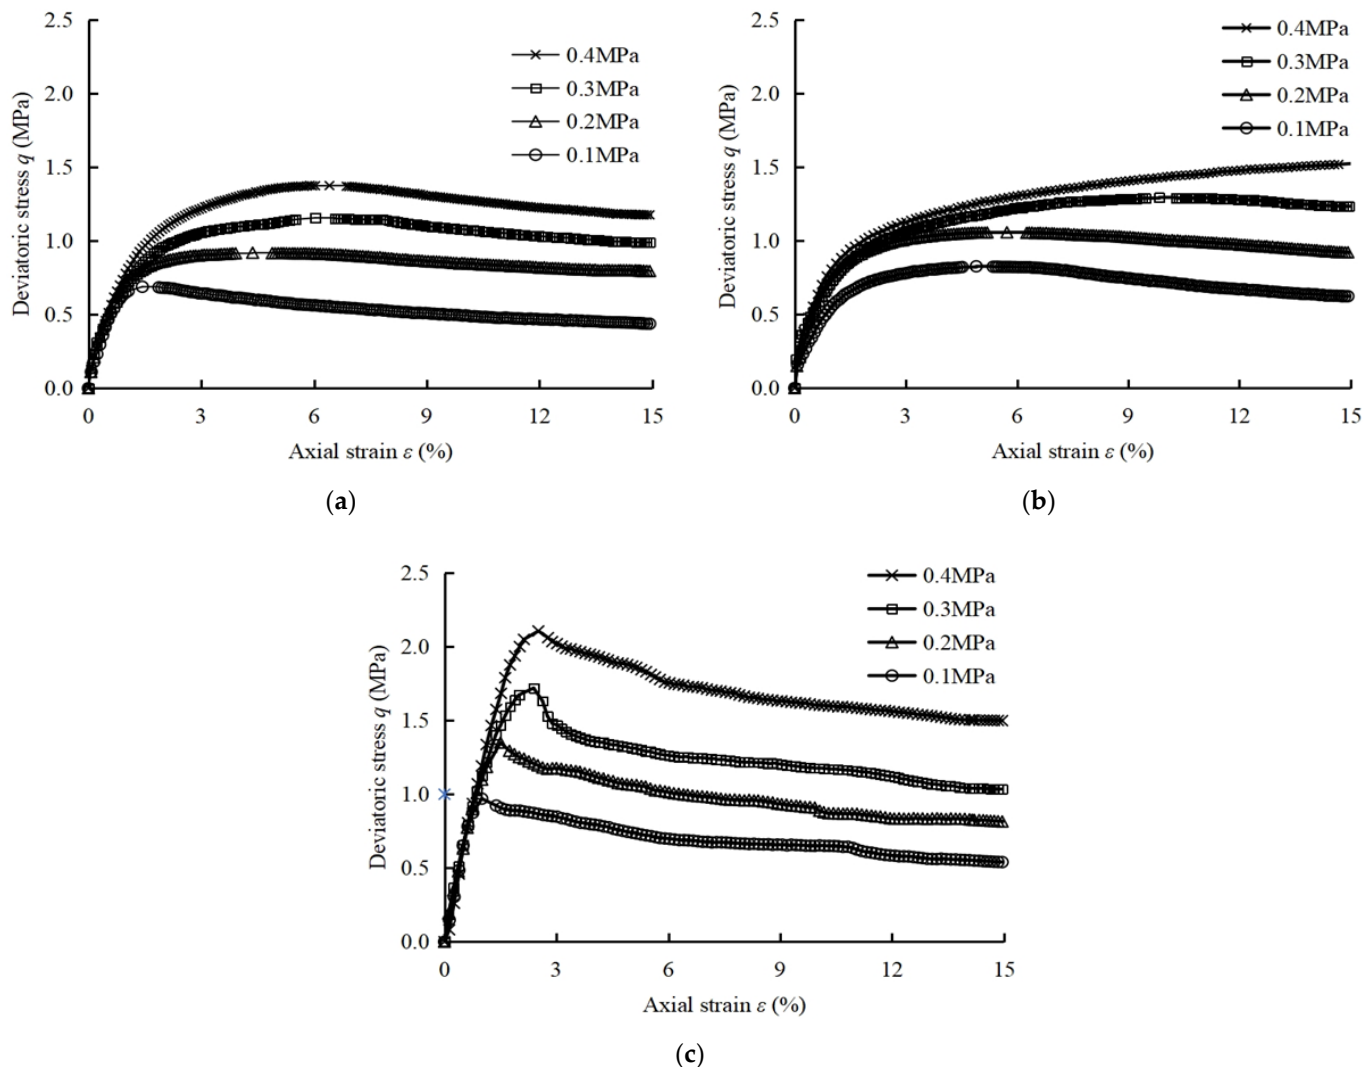 2.5
2.0
1.5
1.0
0.5
0.0
Deviatoric stress q (MPa)
0.4MPa
0.3MPa
0.2MPa
0.1MPa
0 3 6 9 12 15
Axial strain ε (%)
(a)
2.5
2.0
1.5
1.0
0.5
0.0
Deviatoric stress q (MPa)
0.4MPa
0.3MPa
0.2MPa
0.1MPa
0 3 6 9 12 15
Axial strain ε (%)
(b)
2.5
2.0
1.5
1.0
0.5
0.0
Deviatoric stress q (MPa)
0.4MPa
0.3MPa
0.2MPa
0.1MPa
0 3 6 9 12 15
Axial strain ε (%)
(c)